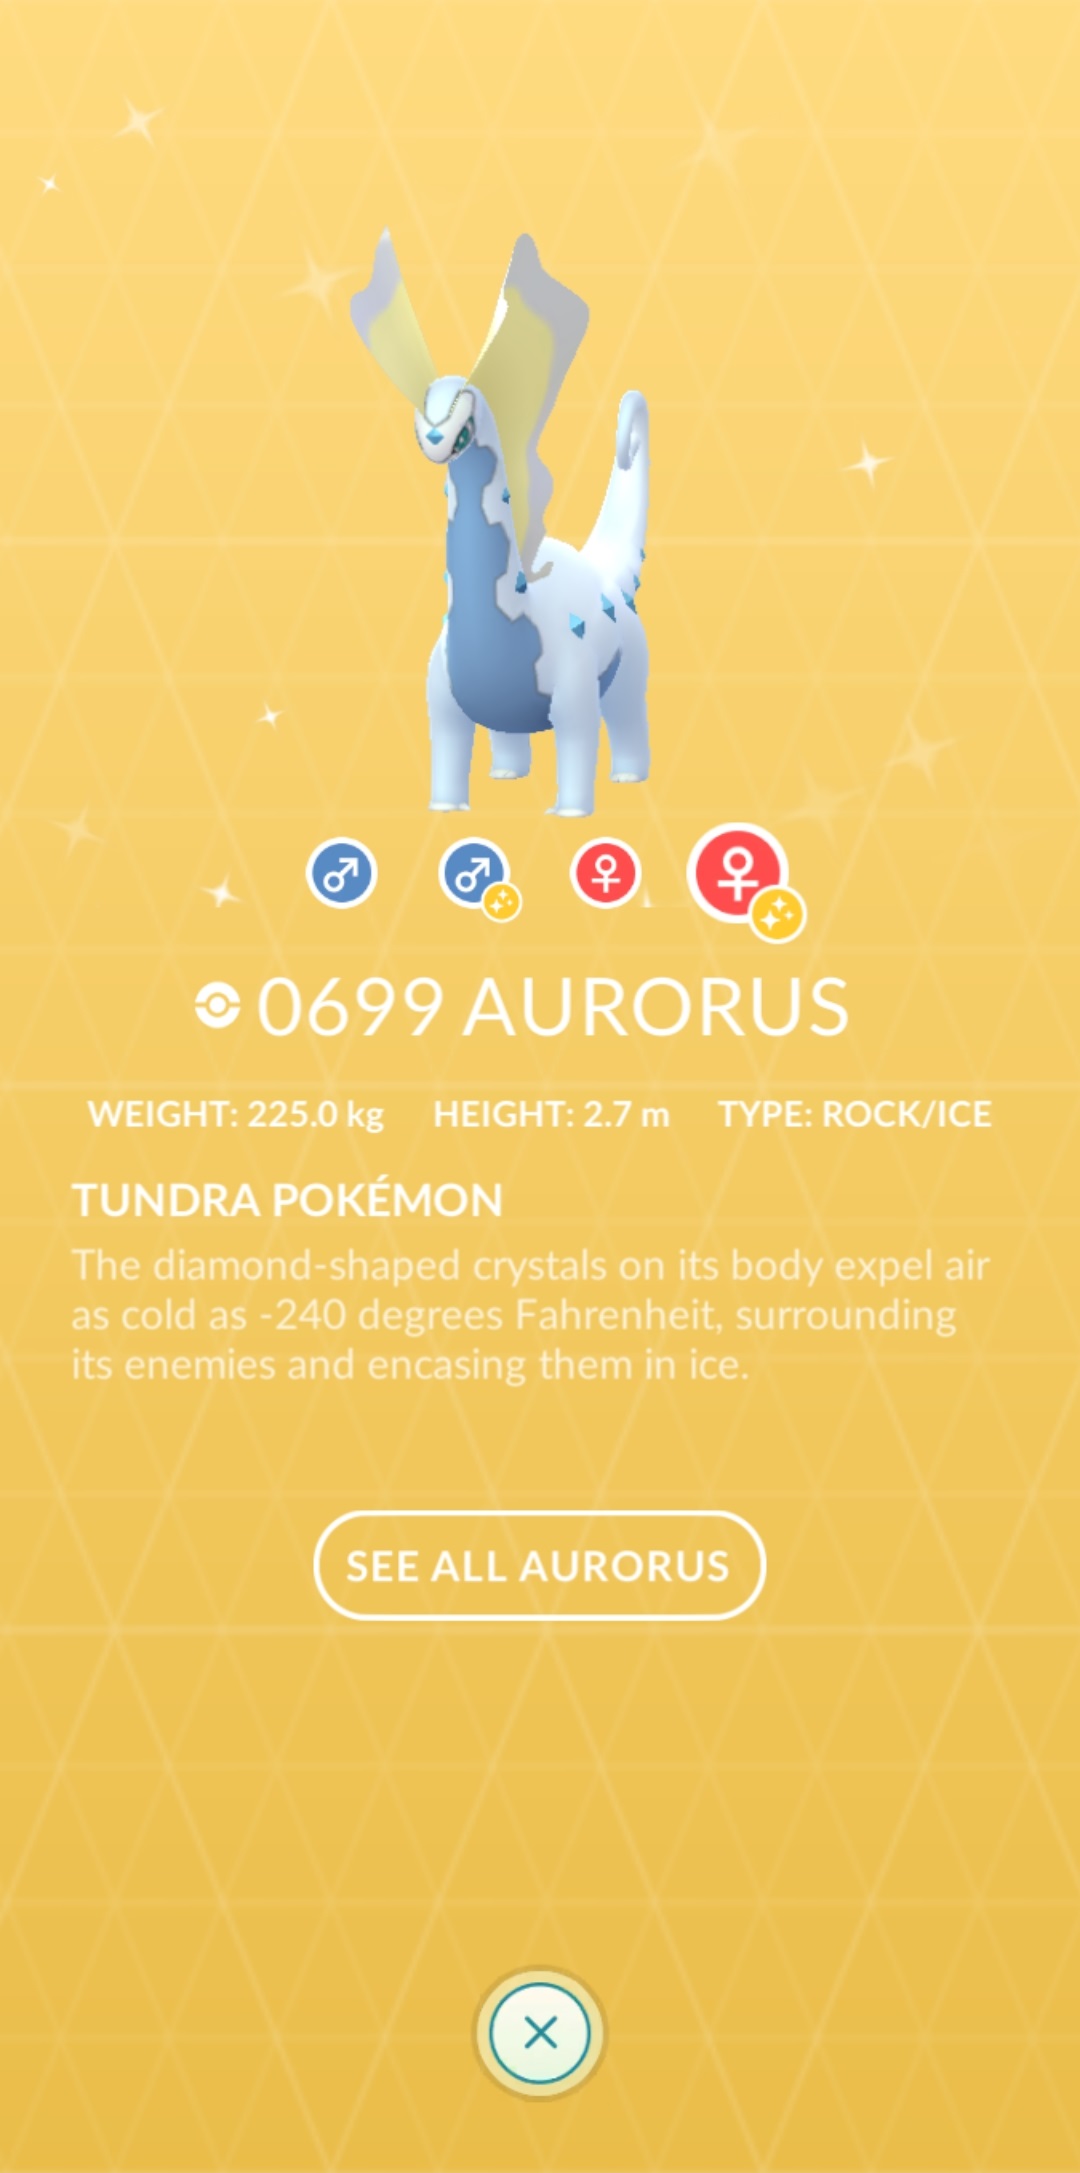 0699 AURORUS
WEIGHT: 225.0 kg HEIGHT: 2.7 m TYPE: ROCK/ICE
TUNDRA POKÉMON
The diamond-shaped crystals on its body expel air
as cold as -240 degrees Fahrenheit, surrounding
its enemies and encasing them in ice.
SEE ALL AURORUS